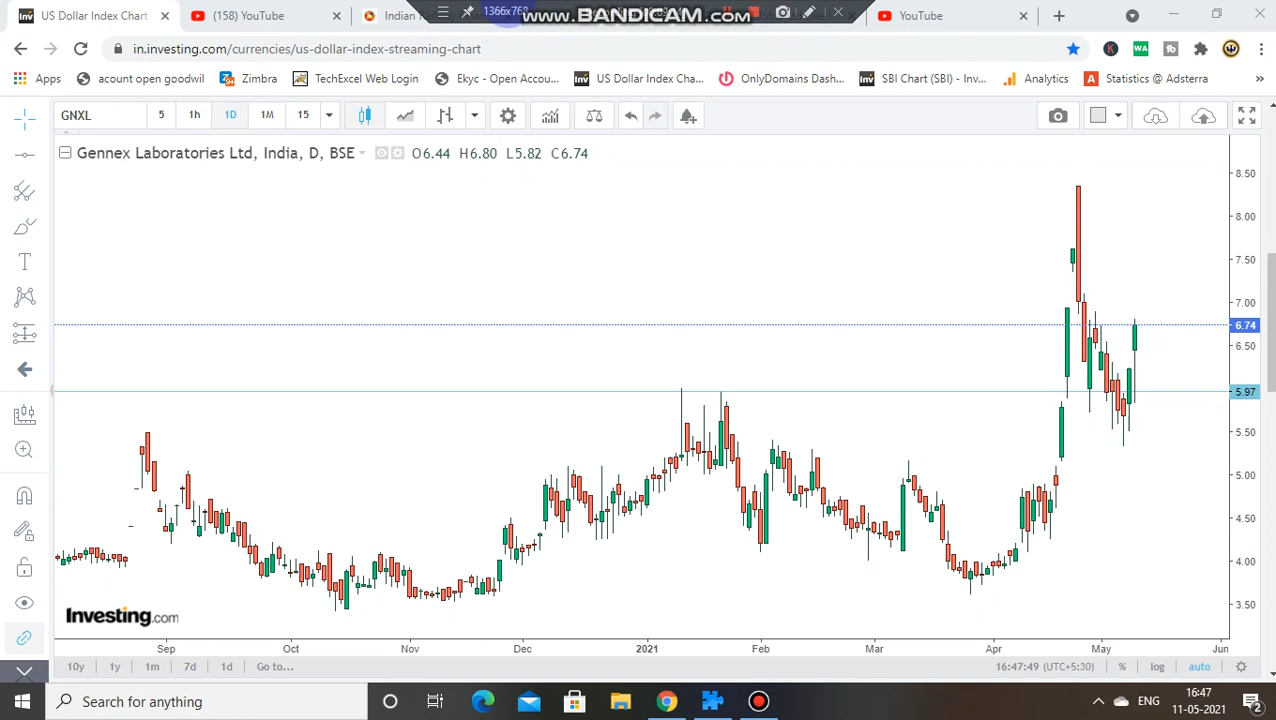 US Dollar Index Chart
(158) YouTube
Indian
1366x768
www.BANDICAM.com
YouTube
in.investing.com/currencies/us-dollar-index-streaming-chart
Apps
acount open goodwil
Zimbra
TechExcel Web Login
Ekyc - Open Accou...
US Dollar Index Cha...
OnlyDomains Dash...
SBI Chart (SBI) - Inv...
Analytics
Statistics @ Adsterra
GNXL
5
1h
1D
1M
15
Gennex Laboratories Ltd, India, D, BSE
O6.44 H6.80 L5.82 C6.74
8.50
8.00
7.50
7.00
6.74
6.50
5.97
5.50
5.00
4.50
4.00
3.50
Investing.com
Sep
Oct
Nov
Dec
2021
Feb
Mar
Apr
May
Jun
10y
1y
1m
7d
1d
Go to...
16:47:49 (UTC+5:30)
%
log
auto
Search for anything
ENG
16:47
11-05-2021
2